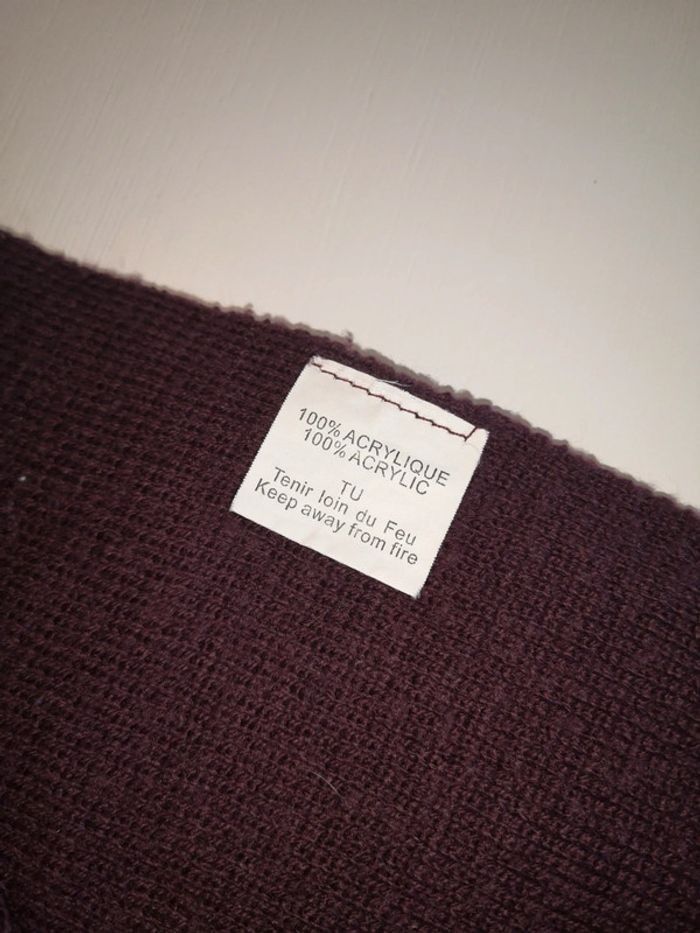 100% ACRYLIQUE
100% ACRYLIC
TU
Tenir loin du Feu
Keep away from fire